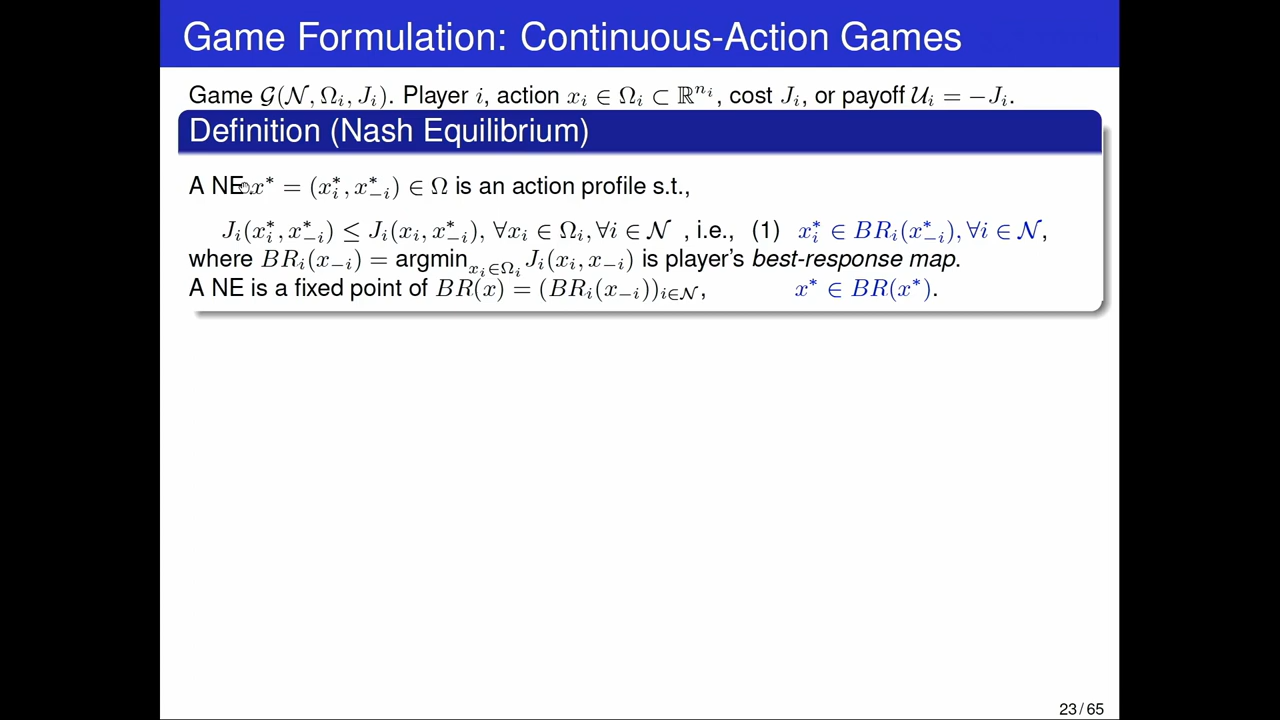 Game Formulation: Continuous-Action Games
Game 𝒢(𝒩, Ωᵢ, Jᵢ). Player i, action xᵢ ∈ Ωᵢ ⊂ ℝⁿⁱ, cost Jᵢ, or payoff 𝒰ᵢ = −Jᵢ.
Definition (Nash Equilibrium)
A NE x* = (xᵢ*, x₋ᵢ*) ∈ Ω is an action profile s.t.,
Jᵢ(xᵢ*, x₋ᵢ*) ≤ Jᵢ(xᵢ, x₋ᵢ*), ∀xᵢ ∈ Ωᵢ, ∀i ∈ 𝒩 , i.e., (1) xᵢ* ∈ BRᵢ(x₋ᵢ*), ∀i ∈ 𝒩,
where BRᵢ(x₋ᵢ) = argmin_{xᵢ∈Ωᵢ} Jᵢ(xᵢ, x₋ᵢ) is player's best-response map.
A NE is a fixed point of BR(x) = (BRᵢ(x₋ᵢ))_{i∈𝒩}, x* ∈ BR(x*).
23 / 65